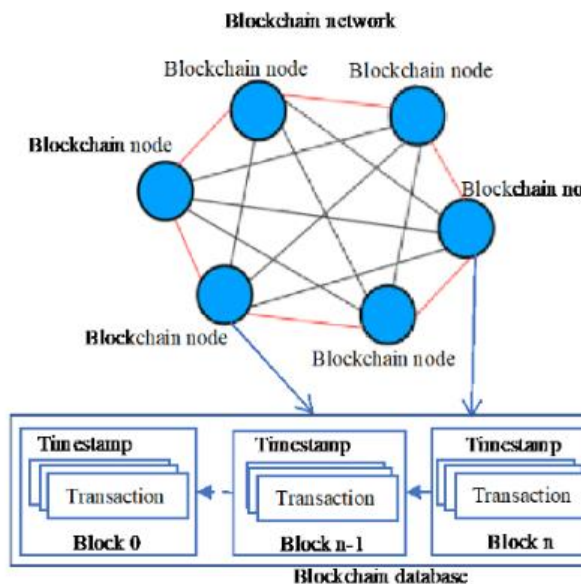 Blockchain network
Blockchain node
Blockchain node
Blockchain node
Blockchain no
Blockchain node
Blockchain node
Timestamp
Transaction
Block 0
Timestamp
Transaction
Block n-1
Timestamp
Transaction
Block n
Blockchain database